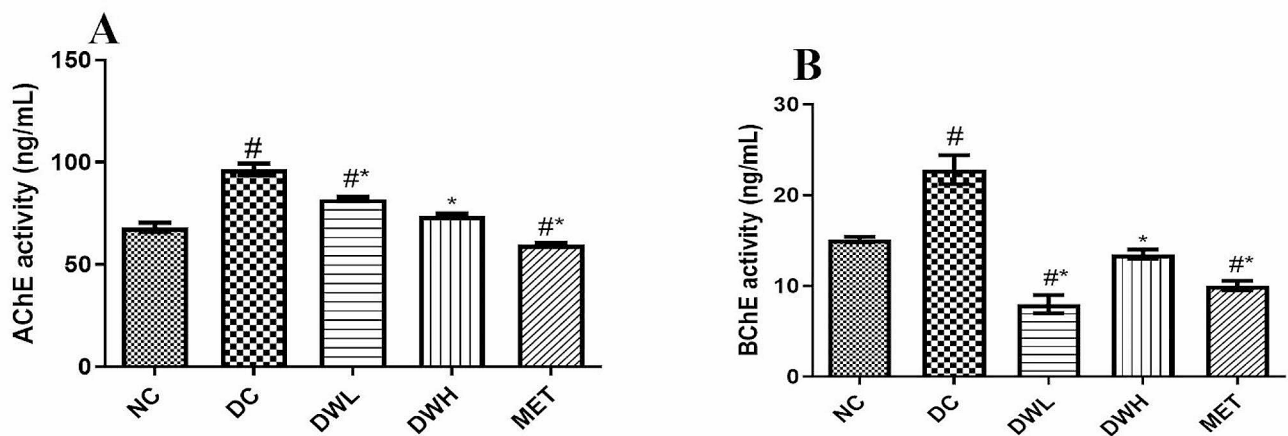 A
AChE activity (ng/mL)
150
100
50
0
#
#*
*
#*
NC
DC
DWL
DWH
MET
B
BChE activity (ng/mL)
30
20
10
0
#
#*
*
#*
NC
DC
DWL
DWH
MET